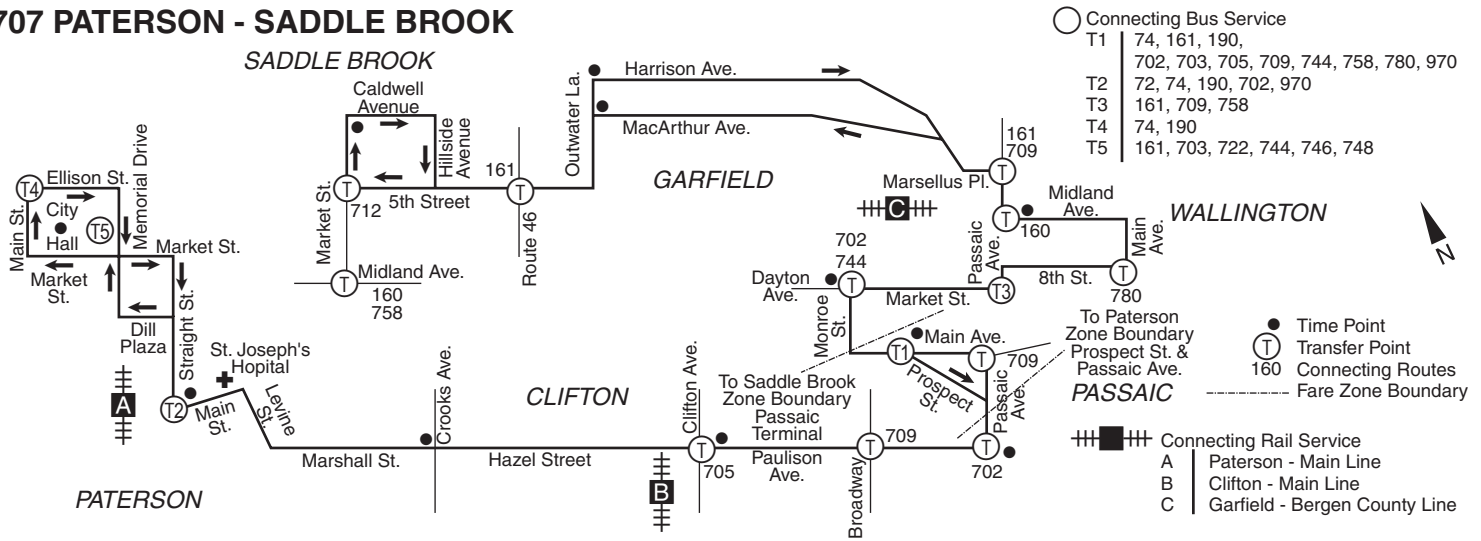 707 PATERSON - SADDLE BROOK
SADDLE BROOK
Caldwell
Avenue
Hillside
Avenue
Market St.
712
5th Street
Midland Ave.
160
758
161
Route 46
Outwater La.
Harrison Ave.
MacArthur Ave.
GARFIELD
161
709
Marsellus Pl.
C
Midland
Ave.
160
WALLINGTON
Main
Ave.
Passaic
Ave.
8th St.
780
T3
Market St.
702
744
Dayton
Ave.
Monroe
St.
Main Ave.
T1
Prospect
St.
709
Passaic
Ave.
To Paterson
Zone Boundary
Prospect St. &
Passaic Ave.
PASSAIC
To Saddle Brook
Zone Boundary
Passaic
Terminal
702
709
Broadway
Paulison
Ave.
Clifton Ave.
705
B
CLIFTON
Hazel Street
Crooks Ave.
Marshall St.
Levine
St.
St. Joseph's
Hopital
Main
St.
T2
A
PATERSON
Straight St.
Dill
Plaza
Market St.
Market
St.
Memorial Drive
Ellison St.
T4
City
Hall
T5
Main St.
T
T
T
T
T
T
T
T
T
T
T
N
Connecting Bus Service
T1 74, 161, 190,
702, 703, 705, 709, 744, 758, 780, 970
T2 72, 74, 190, 702, 970
T3 161, 709, 758
T4 74, 190
T5 161, 703, 722, 744, 746, 748
Time Point
T Transfer Point
160 Connecting Routes
Fare Zone Boundary
Connecting Rail Service
A Paterson - Main Line
B Clifton - Main Line
C Garfield - Bergen County Line